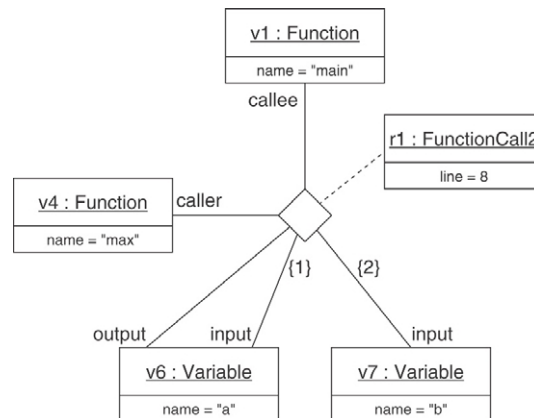 v1 : Function
name = "main"
callee
r1 : FunctionCall2
line = 8
v4 : Function
name = "max"
caller
{1}
{2}
output
input
input
v6 : Variable
name = "a"
v7 : Variable
name = "b"